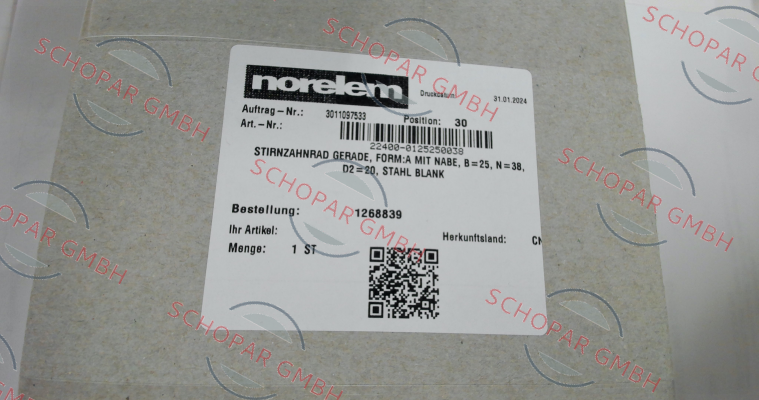 norelem
Druckdatum: 31.01.2024
Auftrag-Nr.: 3011097533 Position: 30
Art.-Nr.:
22400-0125250038
STIRNZAHNRAD GERADE, FORM:A MIT NABE, B=25, N=38,
D2=20, STAHL BLANK
Bestellung: 1268839
Ihr Artikel: Herkunftsland: CN
Menge: 1 ST
SCHOPAR GMBH
SCHOPAR GMBH
SCHOPAR GMBH
SCHOPAR GMBH
SCHOPAR GMBH
SCHOPAR GMBH
SCHOPAR GMBH
SCHOPAR GMBH